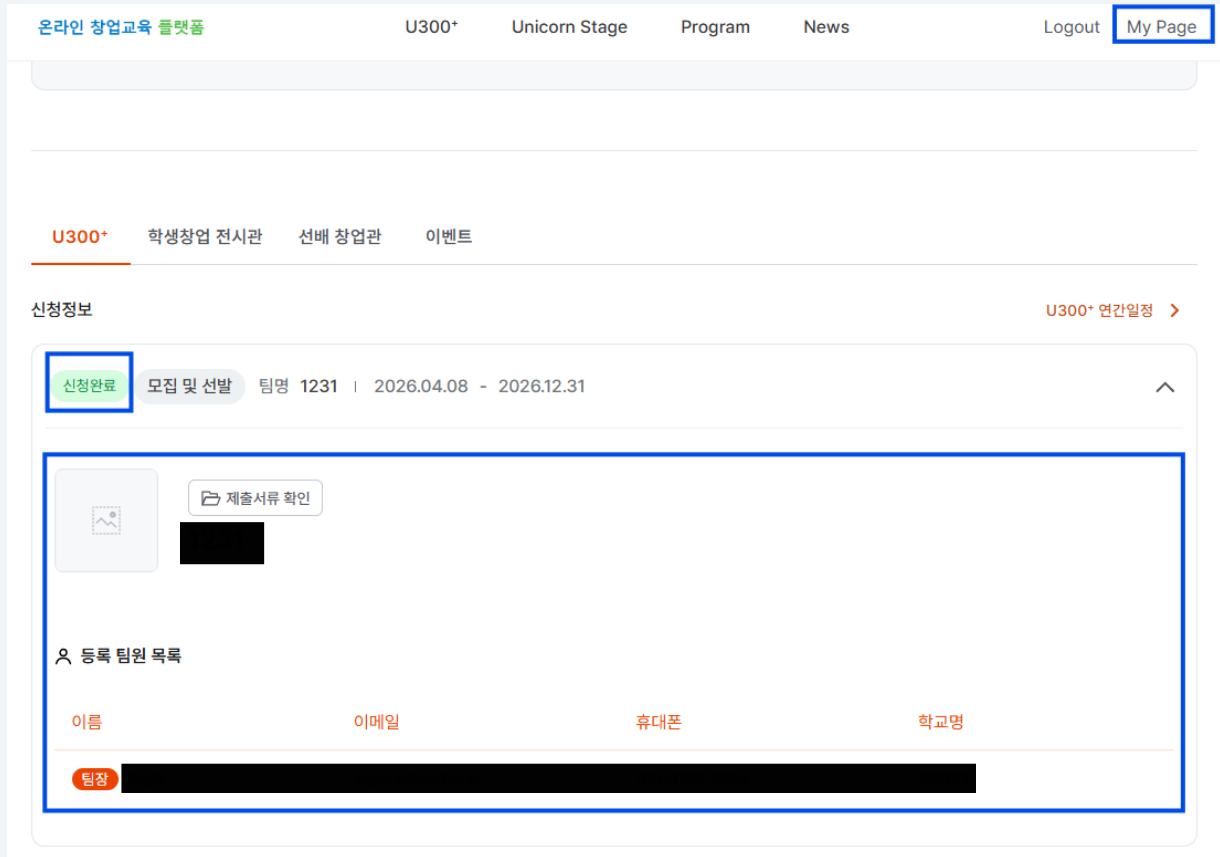 온라인 창업교육 플랫폼 U300⁺ Unicorn Stage Program News Logout My Page
U300⁺ 학생창업 전시관 선배 창업관 이벤트
신청정보 U300⁺ 연간일정
신청완료 모집 및 선발 팀명 1231 | 2026.04.08 - 2026.12.31
제출서류 확인
등록 팀원 목록
이름 이메일 휴대폰 학교명
팀장